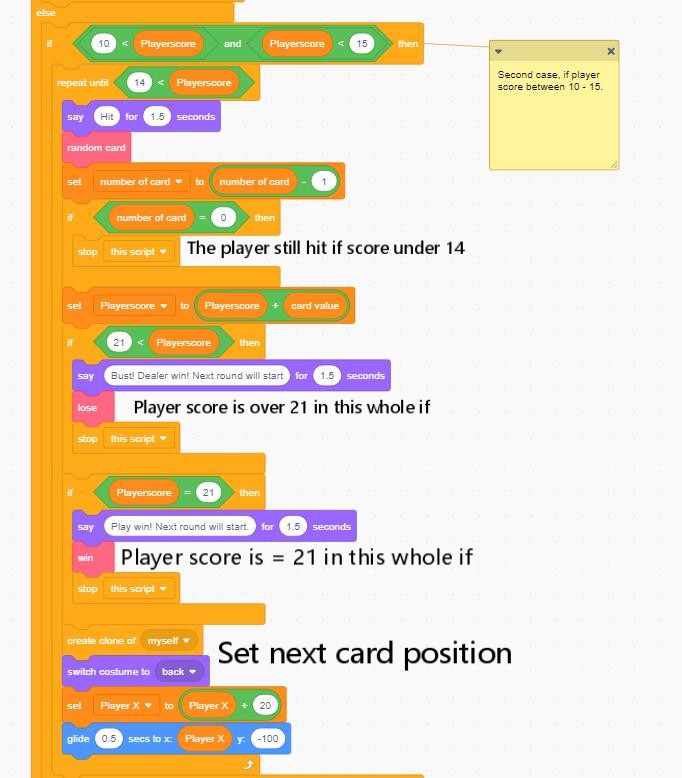 else
if 10 < Playerscore and Playerscore < 15 then
Second case, if player
score between 10 - 15.
repeat until 14 < Playerscore
say Hit for 1.5 seconds
random card
set number of card to number of card - 1
if number of card = 0 then
stop this script The player still hit if score under 14
set Playerscore to Playerscore + card value
if 21 < Playerscore then
say Bust! Dealer win! Next round will start for 1.5 seconds
lose Player score is over 21 in this whole if
stop this script
if Playerscore = 21 then
say Play win! Next round will start. for 1.5 seconds
win Player score is = 21 in this whole if
stop this script
create clone of myself
Set next card position
switch costume to back
set Player X to Player X + 20
glide 0.5 secs to x: Player X y: -100